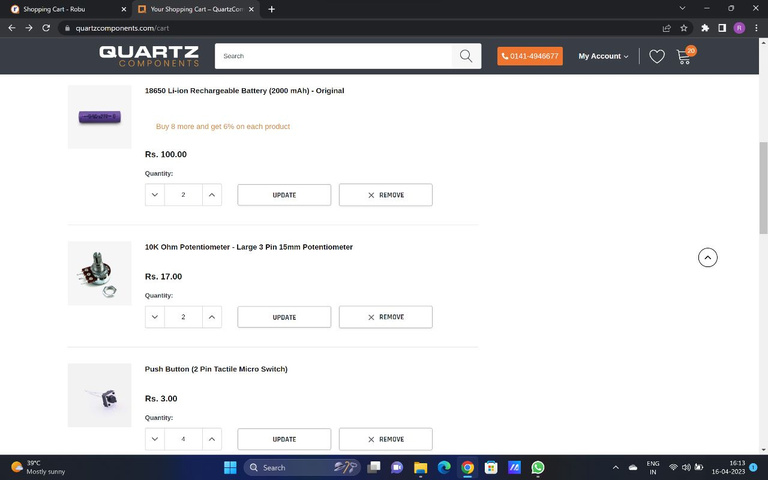 Shopping Cart - Robu
Your Shopping Cart – QuartzCom
quartzcomponents.com/cart
R
QUARTZ
COMPONENTS
Search
0141-4946677
My Account
20
18650 Li-ion Rechargeable Battery (2000 mAh) - Original
Buy 8 more and get 6% on each product
Rs. 100.00
Quantity:
2
UPDATE
REMOVE
10K Ohm Potentiometer - Large 3 Pin 15mm Potentiometer
Rs. 17.00
Quantity:
2
UPDATE
REMOVE
Push Button (2 Pin Tactile Micro Switch)
Rs. 3.00
Quantity:
4
UPDATE
REMOVE
39°C
Mostly sunny
Search
ENG
IN
16:13
16-04-2023